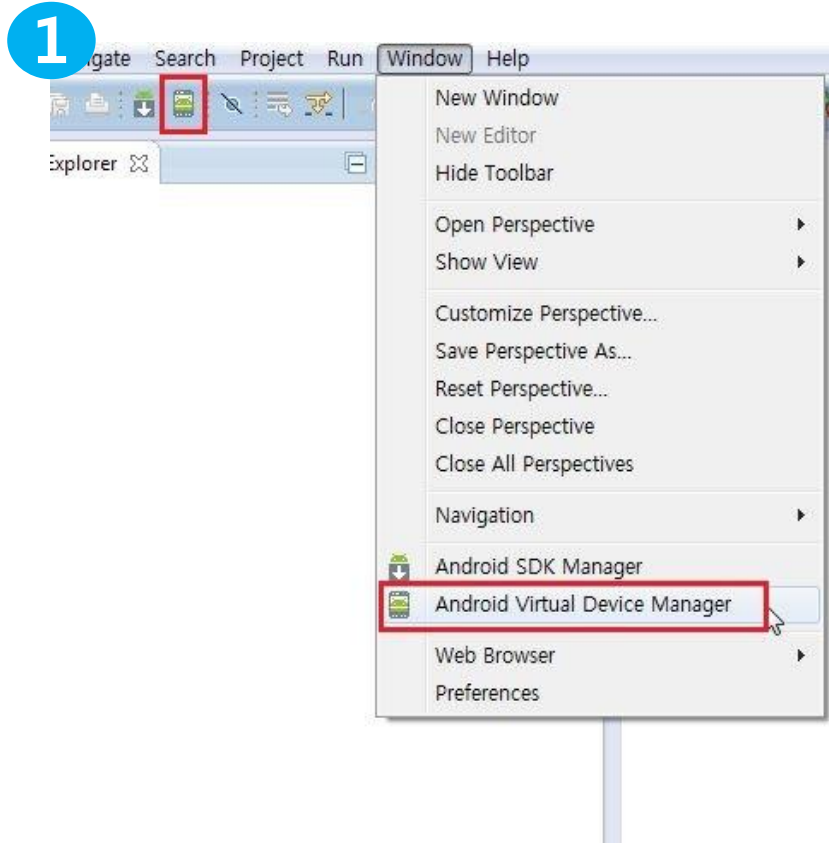 1
igate Search Project Run Window Help
Explorer
New Window
New Editor
Hide Toolbar
Open Perspective
Show View
Customize Perspective...
Save Perspective As...
Reset Perspective...
Close Perspective
Close All Perspectives
Navigation
Android SDK Manager
Android Virtual Device Manager
Web Browser
Preferences